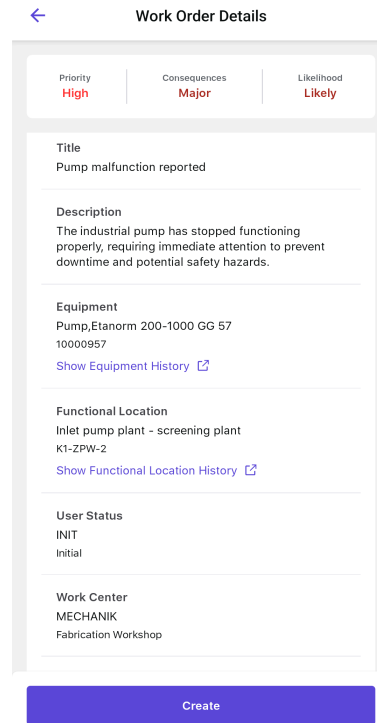 Work Order Details
Priority
Consequences
Likelihood
High
Major
Likely
Title
Pump malfunction reported
Description
The industrial pump has stopped functioning
properly, requiring immediate attention to prevent
downtime and potential safety hazards.
Equipment
Pump,Etanorm 200-1000 GG 57
10000957
Show Equipment History
Functional Location
Inlet pump plant - screening plant
K1-ZPW-2
Show Functional Location History
User Status
INIT
Initial
Work Center
MECHANIK
Fabrication Workshop
Create